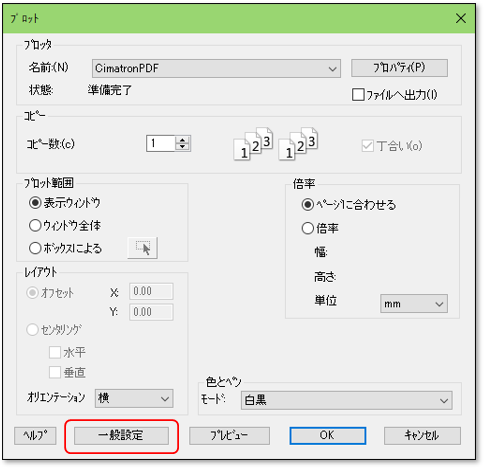 プロット
プロッタ
名前:(N) CimatronPDF プロパティ(P)
状態: 準備完了 ファイルへ出力(I)
コピー
コピー数:(c) 1 1 2 3 1 2 3 丁合い(o)
プロット範囲
表示ウィンドウ
ウィンドウ全体
ボックスによる
倍率
ページに合わせる
倍率
幅:
高さ:
単位 mm
レイアウト
オフセット X: 0.00
Y: 0.00
センタリング
水平
垂直
オリエンテーション 横
色とペン
モード: 白黒
ヘルプ 一般設定 プレビュー OK キャンセル